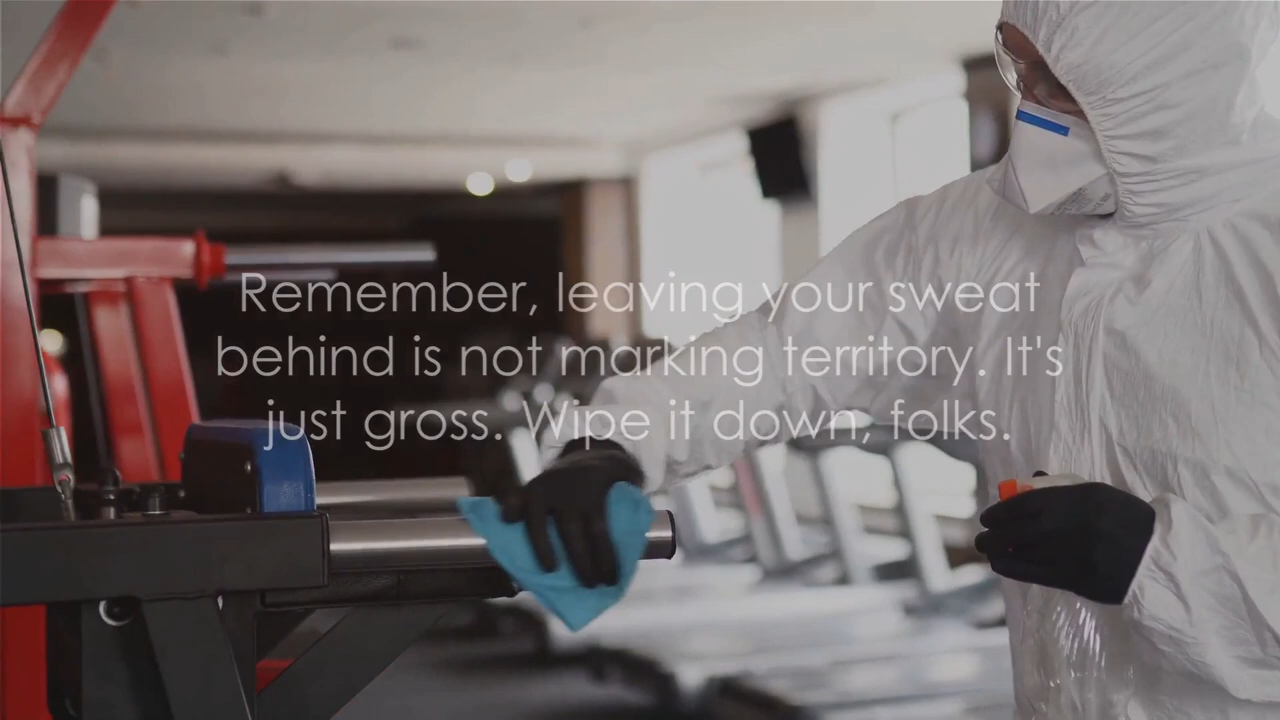 Remember, leaving your sweat
behind is not marking territory. It's
just gross. Wipe it down, folks.